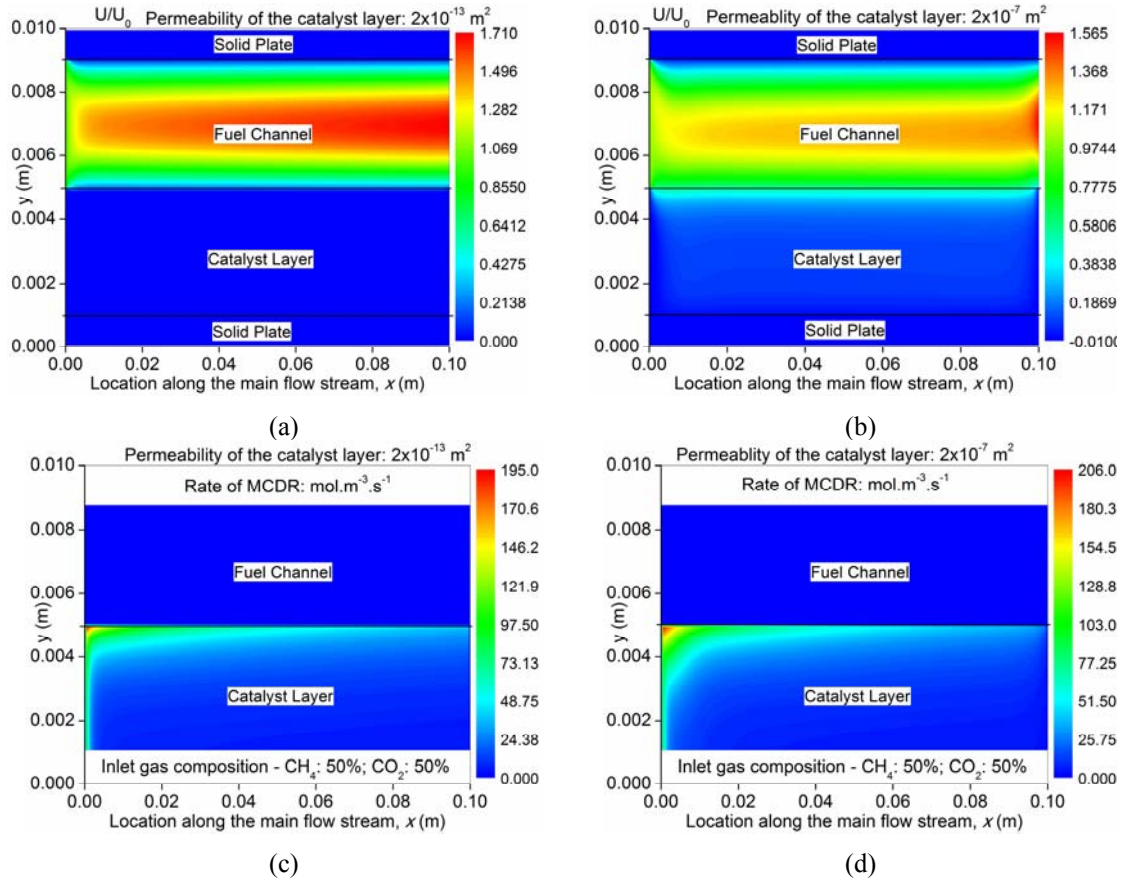 U/U0 Permeability of the catalyst layer: 2x10⁻¹³ m²
0.010
0.008
0.006
0.004
0.002
0.000
y (m)
Solid Plate
Fuel Channel
Catalyst Layer
Solid Plate
1.710
1.496
1.282
1.069
0.8550
0.6412
0.4275
0.2138
0.000
0.00 0.02 0.04 0.06 0.08 0.10
Location along the main flow stream, x (m)
(a)
U/U0 Permeability of the catalyst layer: 2x10⁻⁷ m²
0.010
0.008
0.006
0.004
0.002
0.000
y (m)
Solid Plate
Fuel Channel
Catalyst Layer
Solid Plate
1.565
1.368
1.171
0.9744
0.7775
0.5806
0.3838
0.1869
-0.0100
0.00 0.02 0.04 0.06 0.08 0.10
Location along the main flow stream, x (m)
(b)
Permeability of the catalyst layer: 2x10⁻¹³ m²
0.010
0.008
0.006
0.004
0.002
0.000
y (m)
Rate of MCDR: mol.m⁻³.s⁻¹
Fuel Channel
Catalyst Layer
Inlet gas composition - CH₄: 50%; CO₂: 50%
195.0
170.6
146.2
121.9
97.50
73.13
48.75
24.38
0.000
0.00 0.02 0.04 0.06 0.08 0.10
Location along the main flow stream, x (m)
(c)
Permeablity of the catalyst layer: 2x10⁻⁷ m²
0.010
0.008
0.006
0.004
0.002
0.000
y (m)
Rate of MCDR: mol.m⁻³.s⁻¹
Fuel Channel
Catalyst Layer
Inlet gas composition - CH₄: 50%; CO₂: 50%
206.0
180.3
154.5
128.8
103.0
77.25
51.50
25.75
0.000
0.00 0.02 0.04 0.06 0.08 0.10
Location along the main flow stream, x (m)
(d)